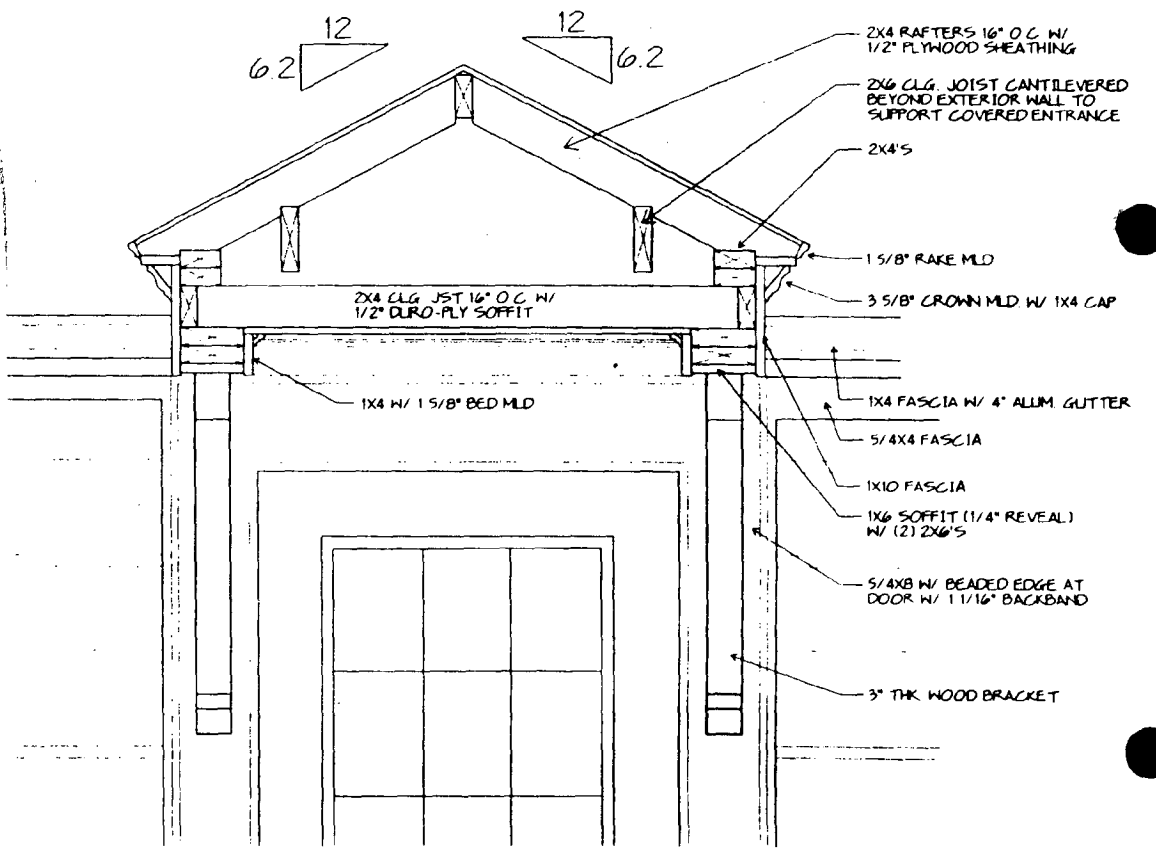 12
6.2
12
6.2
2X4 RAFTERS 16" O C W/
1/2" PLYWOOD SHEATHING
2X6 CLG. JOIST CANTILEVERED
BEYOND EXTERIOR WALL TO
SUPPORT COVERED ENTRANCE
2X4'S
1 5/8" RAKE MLD
3 5/8" CROWN MLD W/ 1X4 CAP
2X4 CLG JST 16" O C W/
1/2" DURO-PLY SOFFIT
1X4 W/ 1 5/8" BED MLD
1X4 FASCIA W/ 4" ALUM. GUTTER
5/4X4 FASCIA
1X10 FASCIA
1X6 SOFFIT (1/4" REVEAL)
W/ (2) 2X6'S
5/4X8 W/ BEADED EDGE AT
DOOR W/ 1 1/16" BACKBAND
3" THK WOOD BRACKET